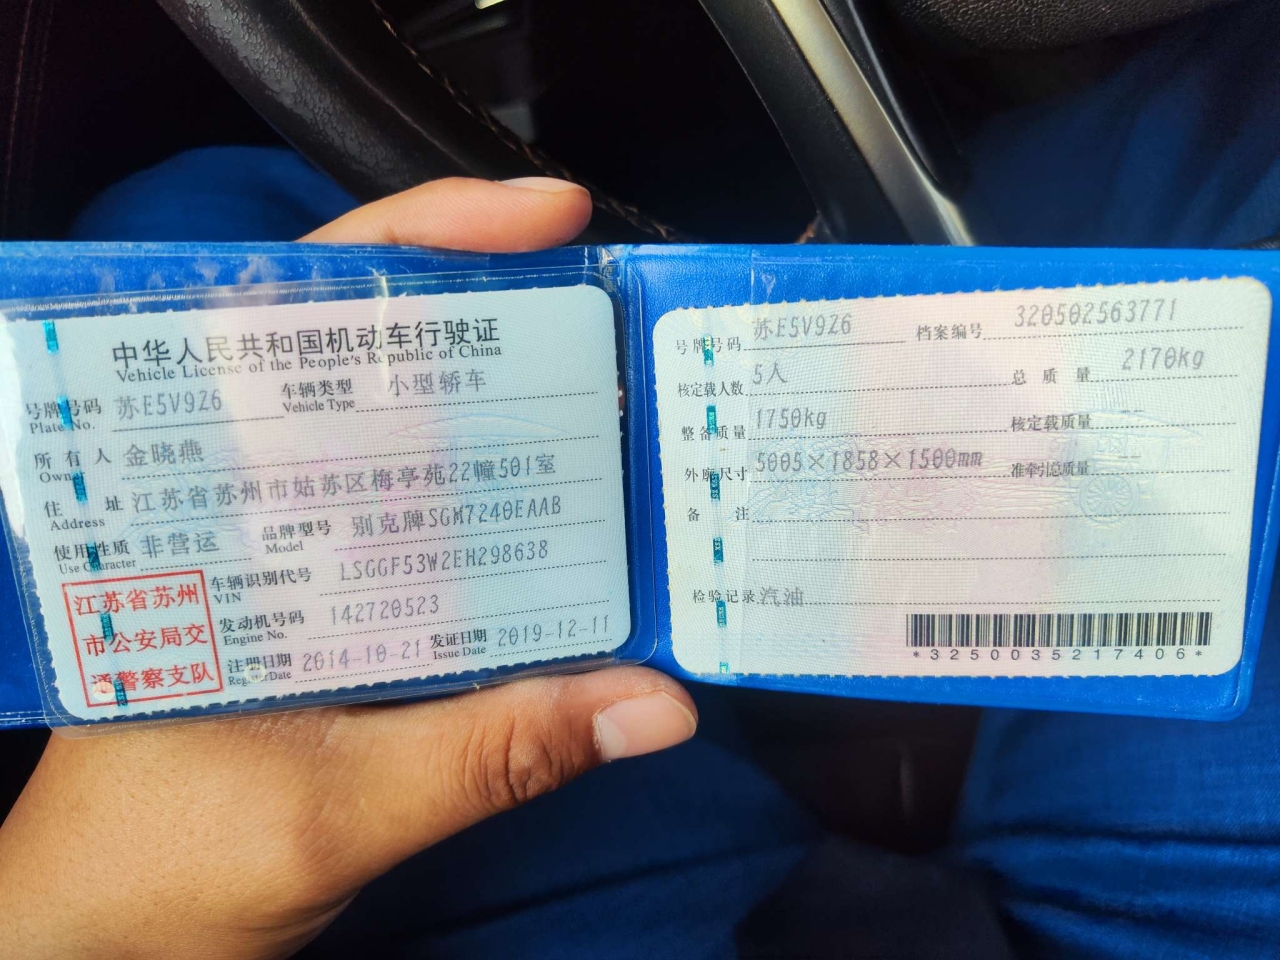 中华人民共和国机动车行驶证
Vehicle License of the People's Republic of China
号牌号码 苏E5V9Z6 车辆类型 小型轿车
Plate No. Vehicle Type
所有人 金晓燕
Owner
住址 江苏省苏州市姑苏区梅亭苑22幢501室
Address
使用性质 非营运 品牌型号 别克牌SGM7240EAAB
Use Character Model
江苏省苏州市公安局交通警察支队
车辆识别代号 LSGGF53W2EH298638
VIN
发动机号码 142720523
Engine No.
注册日期 2014-10-21 发证日期 2019-12-11
Register Date Issue Date
号牌号码 苏E5V9Z6 档案编号 320502563771
核定载人数 5人 总质量 2170kg
整备质量 1750kg 核定载质量 --
外廓尺寸 5005×1858×1500mm 准牵引总质量 --
备注
检验记录 汽油
*3250035217406*